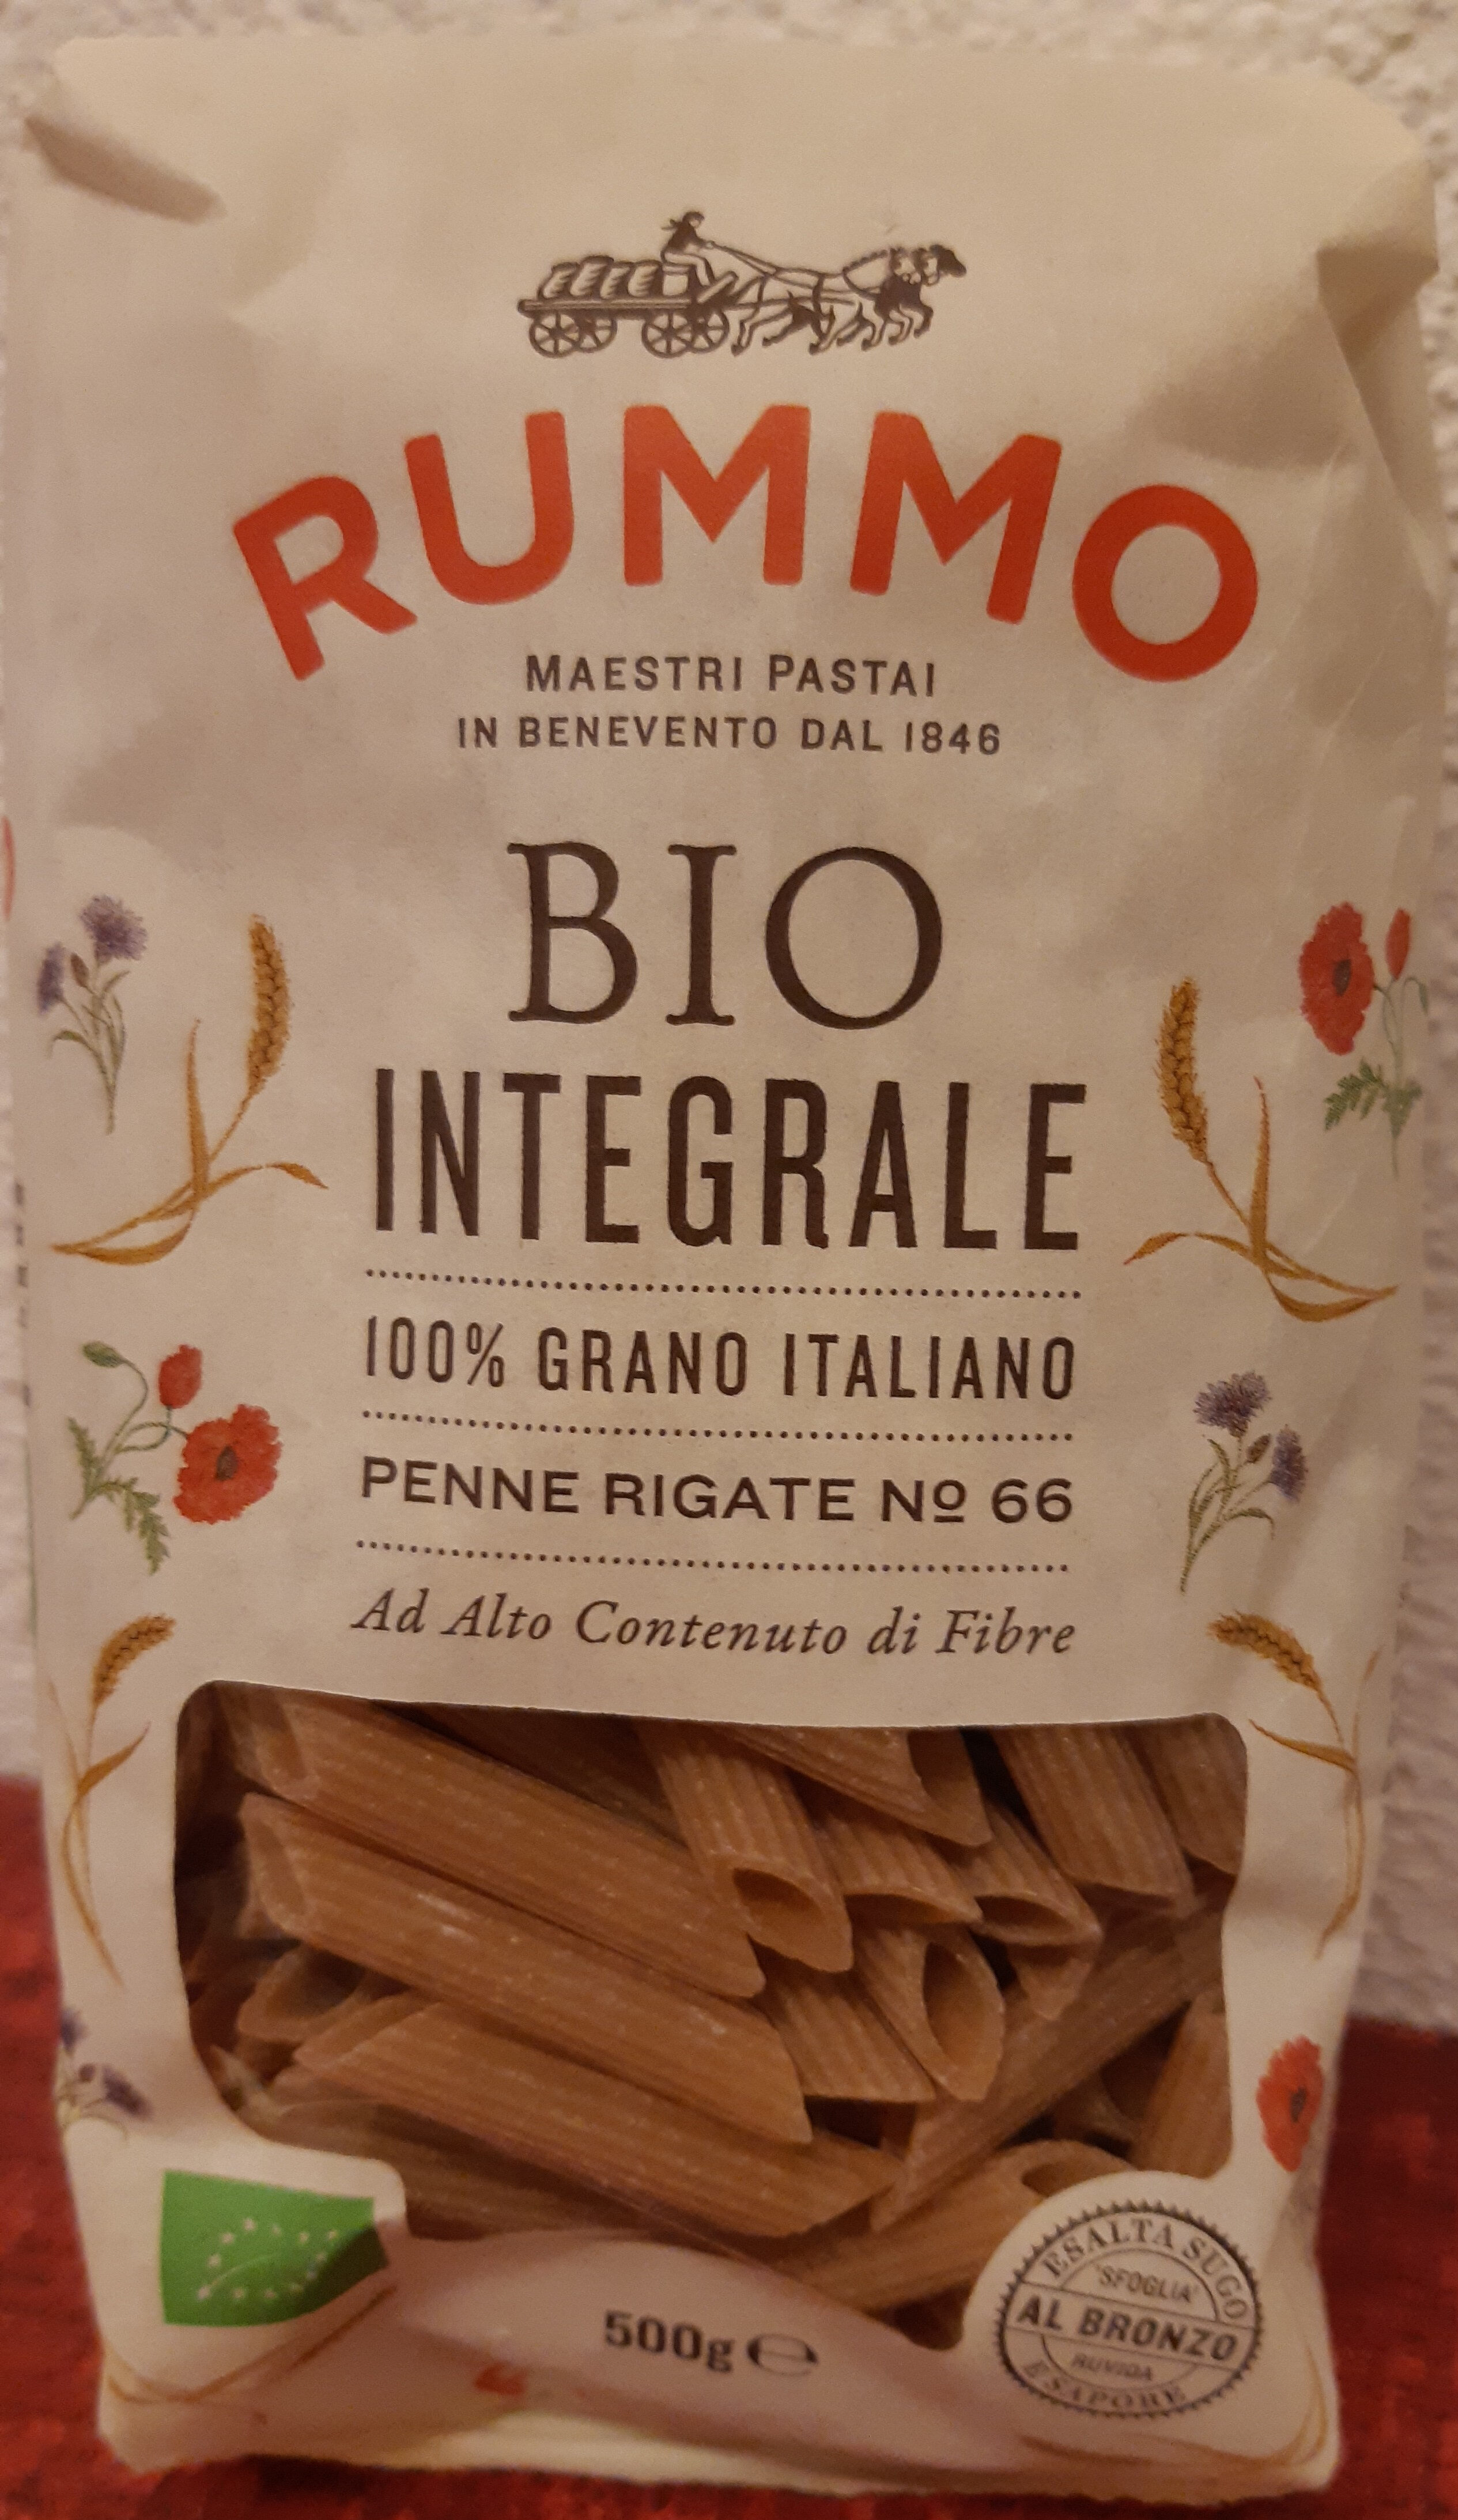 RUMMO
MAESTRI PASTAI
IN BENEVENTO DAL 1846
BIO
INTEGRALE
100% GRANO ITALIANO
PENNE RIGATE Nº 66
Ad Alto Contenuto di Fibre
500g ℮
ESALTA SUGO
'SFOGLIA'
AL BRONZO
RUVIDA
E SAPORE